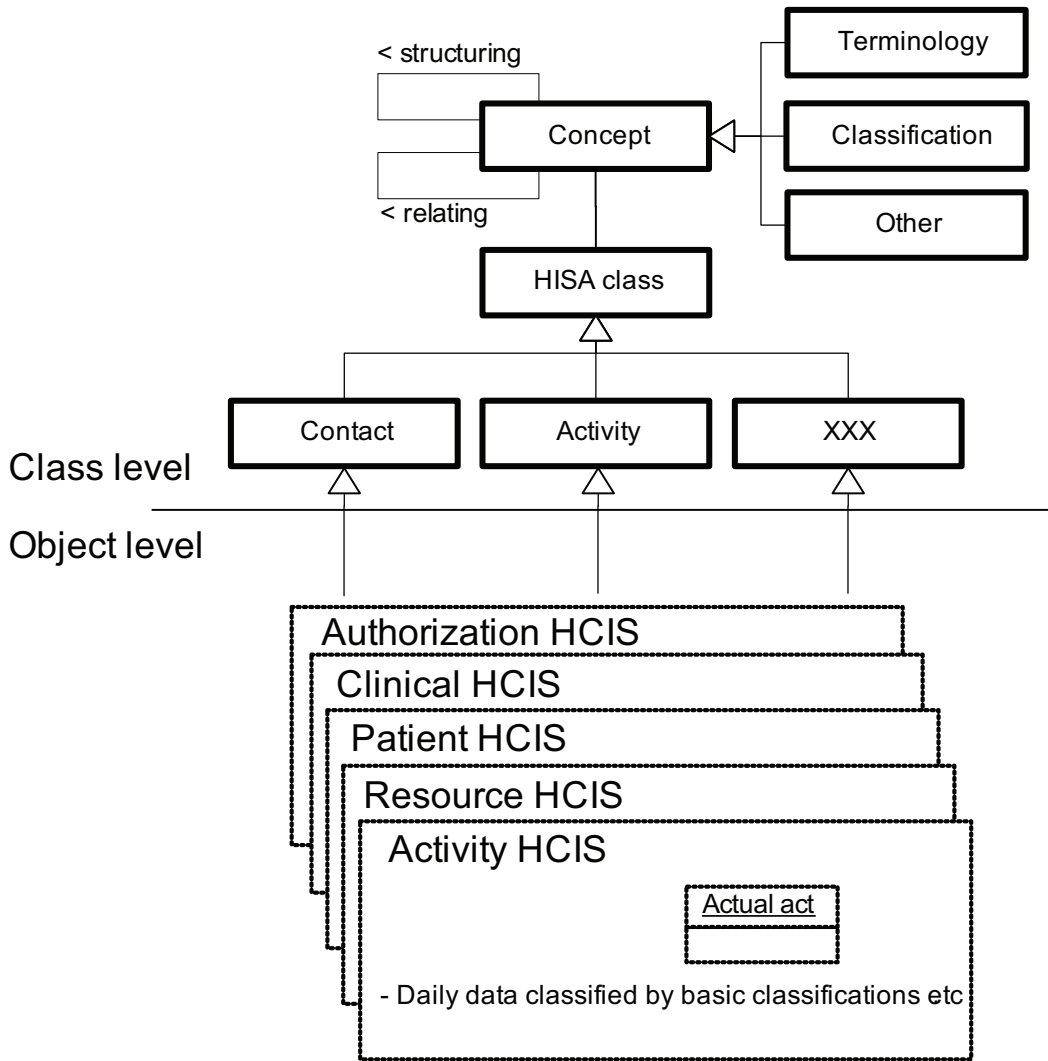 Terminology
< structuring
Concept
Classification
< relating
Other
HISA class
Contact
Activity
XXX
Class level
Object level
Authorization HCIS
Clinical HCIS
Patient HCIS
Resource HCIS
Activity HCIS
Actual act
- Daily data classified by basic classifications etc